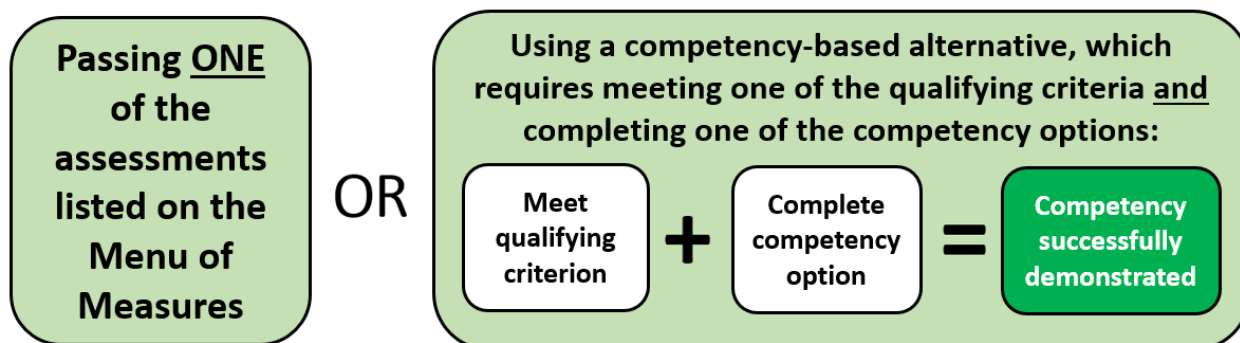 Passing ONE
of the
assessments
listed on the
Menu of
Measures
OR
Using a competency-based alternative, which
requires meeting one of the qualifying criteria and
completing one of the competency options:
Meet
qualifying
criterion
+
Complete
competency
option
=
Competency
successfully
demonstrated